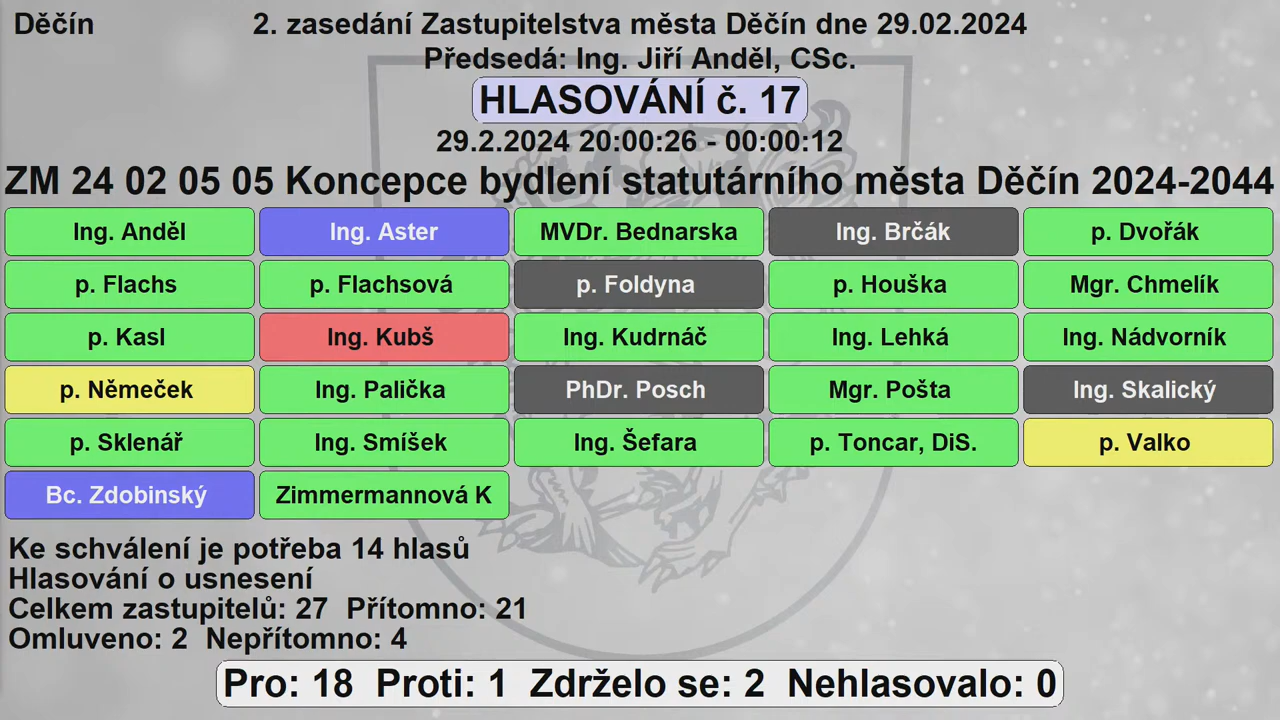 Děčín 2. zasedání Zastupitelstva města Děčín dne 29.02.2024
Předsedá: Ing. Jiří Anděl, CSc.
HLASOVÁNÍ č. 17
29.2.2024 20:00:26 - 00:00:12
ZM 24 02 05 05 Koncepce bydlení statutárního města Děčín 2024-2044
Ing. Anděl Ing. Aster MVDr. Bednarska Ing. Brčák p. Dvořák
p. Flachs p. Flachsová p. Foldyna p. Houška Mgr. Chmelík
p. Kasl Ing. Kubš Ing. Kudrnáč Ing. Lehká Ing. Nádvorník
p. Němeček Ing. Palička PhDr. Posch Mgr. Pošta Ing. Skalický
p. Sklenář Ing. Smíšek Ing. Šefara p. Toncar, DiS. p. Valko
Bc. Zdobinský Zimmermannová K
Ke schválení je potřeba 14 hlasů
Hlasování o usnesení
Celkem zastupitelů: 27 Přítomno: 21
Omluveno: 2 Nepřítomno: 4
Pro: 18 Proti: 1 Zdrželo se: 2 Nehlasovalo: 0